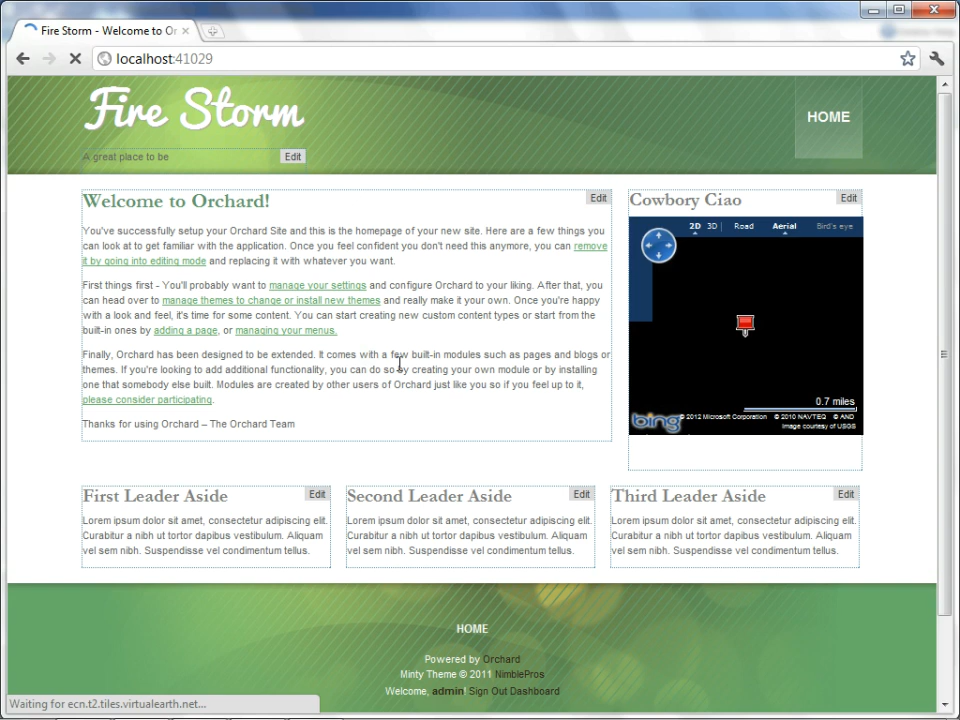 Fire Storm - Welcome to Or
localhost:41029
Fire Storm
HOME
A great place to be
Edit
Welcome to Orchard!
Edit
You've successfully setup your Orchard Site and this is the homepage of your new site. Here are a few things you
can look at to get familiar with the application. Once you feel confident you don't need this anymore, you can remove
it by going into editing mode and replacing it with whatever you want.
First things first - You'll probably want to manage your settings and configure Orchard to your liking. After that, you
can head over to manage themes to change or install new themes and really make it your own. Once you're happy
with a look and feel, it's time for some content. You can start creating new custom content types or start from the
built-in ones by adding a page, or managing your menus.
Finally, Orchard has been designed to be extended. It comes with a few built-in modules such as pages and blogs or
themes. If you're looking to add additional functionality, you can do so by creating your own module or by installing
one that somebody else built. Modules are created by other users of Orchard just like you so if you feel up to it,
please consider participating.
Thanks for using Orchard – The Orchard Team
Cowbory Ciao
Edit
2D 3D Road Aerial Bird's eye
0.7 miles
bing
© 2012 Microsoft Corporation © 2010 NAVTEQ © AND
Image courtesy of USGS
First Leader Aside
Edit
Lorem ipsum dolor sit amet, consectetur adipiscing elit.
Curabitur a nibh ut tortor dapibus vestibulum. Aliquam
vel sem nibh. Suspendisse vel condimentum tellus.
Second Leader Aside
Edit
Lorem ipsum dolor sit amet, consectetur adipiscing elit.
Curabitur a nibh ut tortor dapibus vestibulum. Aliquam
vel sem nibh. Suspendisse vel condimentum tellus.
Third Leader Aside
Edit
Lorem ipsum dolor sit amet, consectetur adipiscing elit.
Curabitur a nibh ut tortor dapibus vestibulum. Aliquam
vel sem nibh. Suspendisse vel condimentum tellus.
HOME
Powered by Orchard
Minty Theme © 2011 NimblePros
Welcome, admin! Sign Out Dashboard
Waiting for ecn.t2.tiles.virtualearth.net...